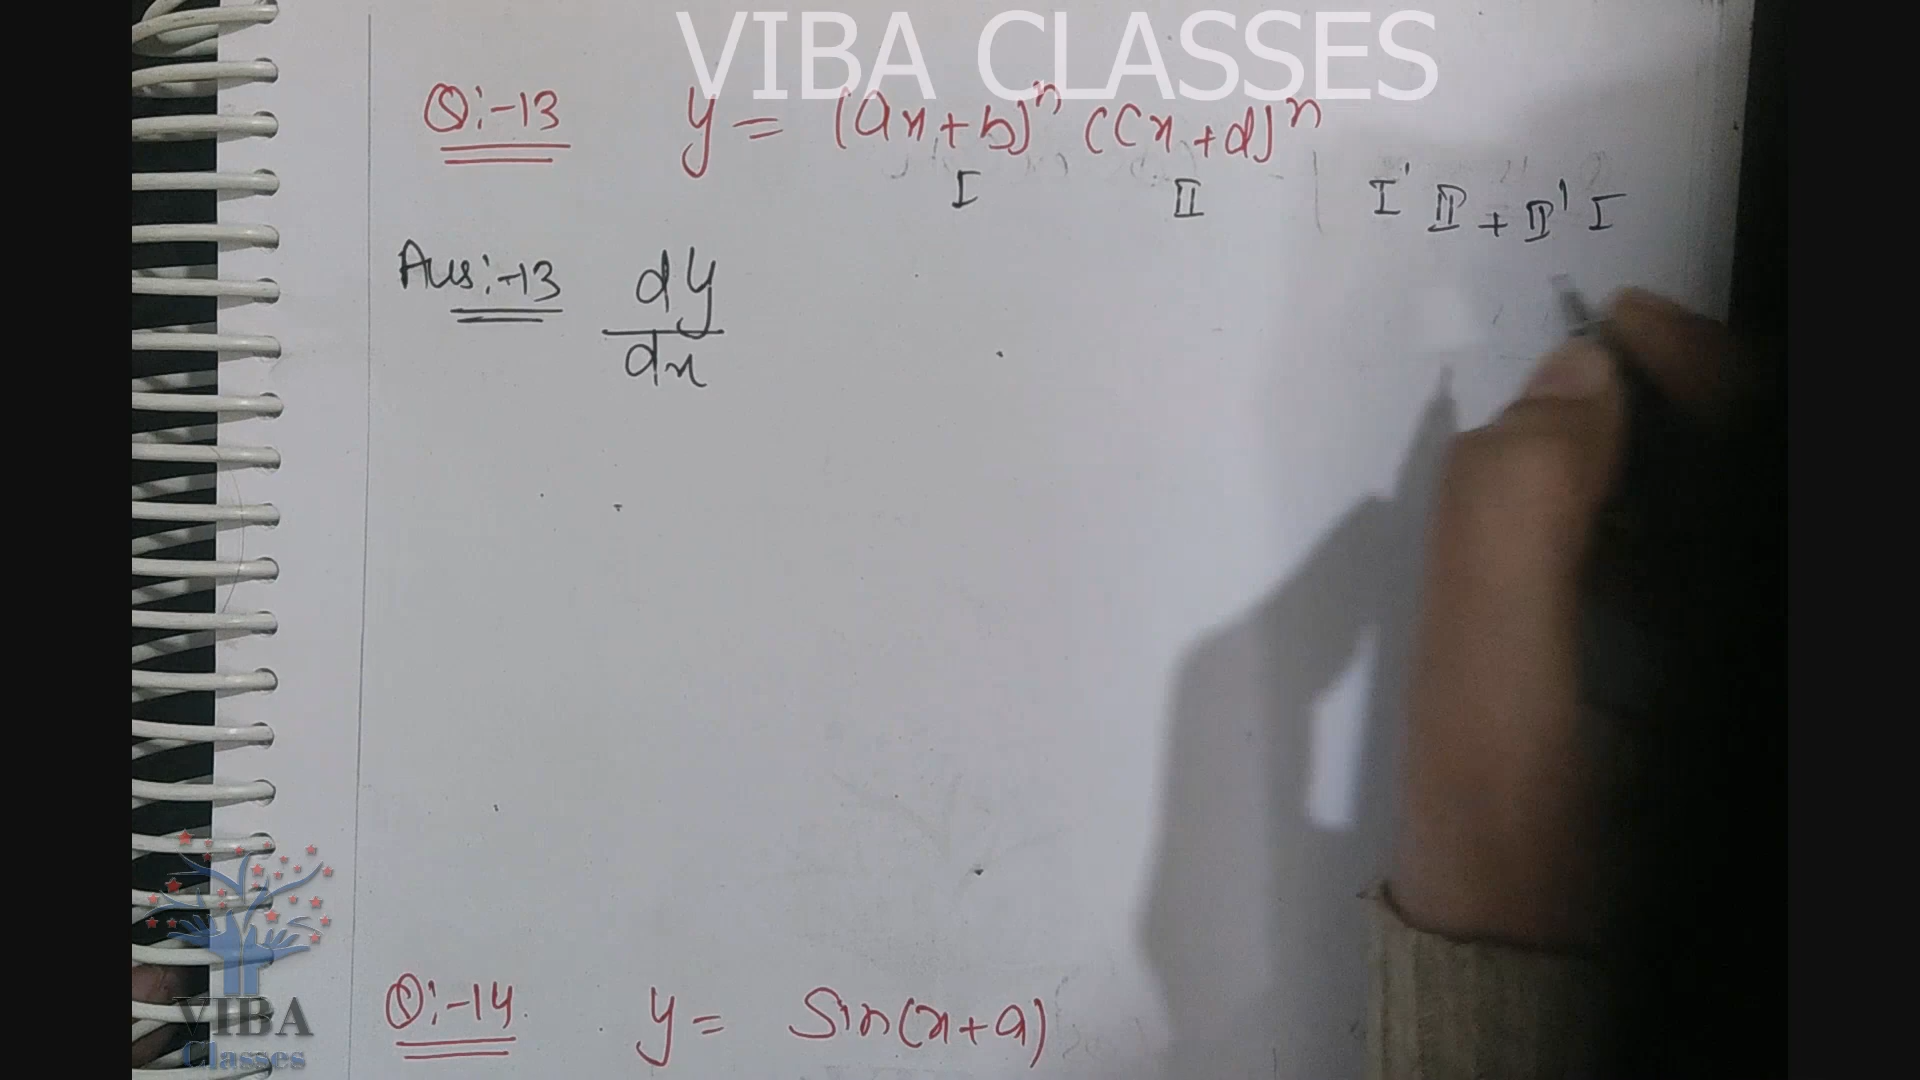 VIBA CLASSES
Q:-13 y = (ax+b)ⁿ (cx+d)ⁿ
I II I' II + II' I
Ans:-13 dy
dx
Q:-14. y = Sin(x+a)
VIBA
Classes